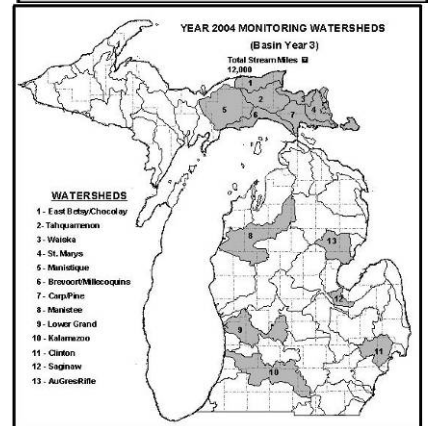 YEAR 2004 MONITORING WATERSHEDS
(Basin Year 3)
Total Stream Miles
12,000
1
2
3
4
5
6
7
WATERSHEDS
1 - East Betsy/Chocolay
2 - Tahquamenon
3 - Waiska
4 - St. Marys
5 - Manistique
6 - Brevoort/Millecoquins
7 - Carp/Pine
8 - Manistee
9 - Lower Grand
10 - Kalamazoo
11 - Clinton
12 - Saginaw
13 - AuGresRifle
8
13
12
9
11
10